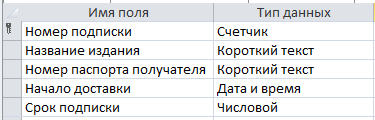 Имя поля Тип данных
Номер подписки Счетчик
Название издания Короткий текст
Номер паспорта получателя Короткий текст
Начало доставки Дата и время
Срок подписки Числовой